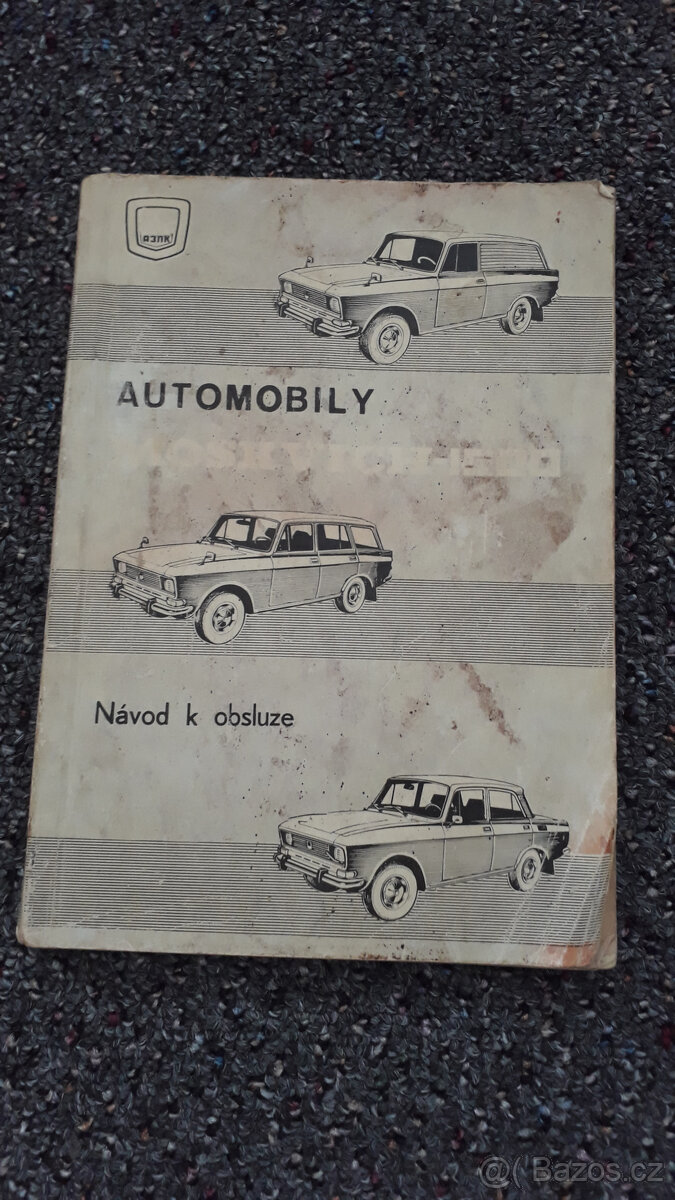 АЗЛК
AUTOMOBILY
Návod k obsluze
@( Bazos.cz